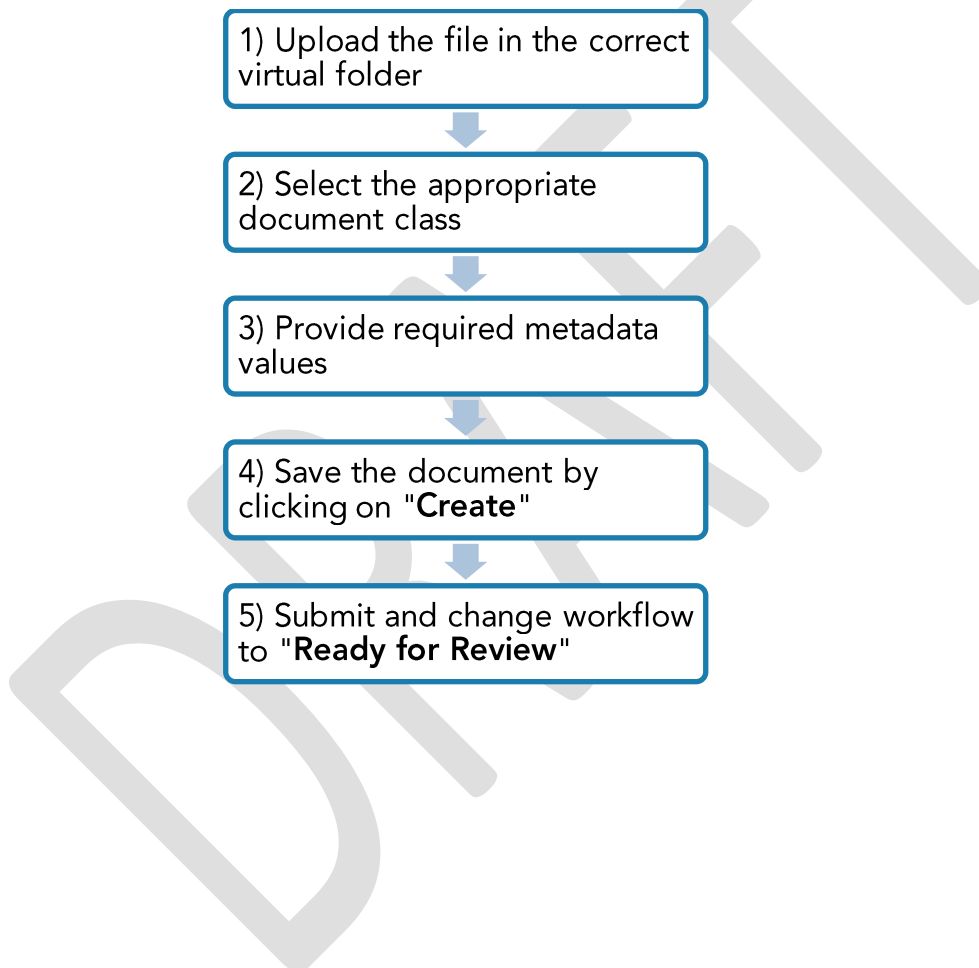 1) Upload the file in the correct
virtual folder
2) Select the appropriate
document class
3) Provide required metadata
values
4) Save the document by
clicking on "Create"
5) Submit and change workflow
to "Ready for Review"
DRAFT